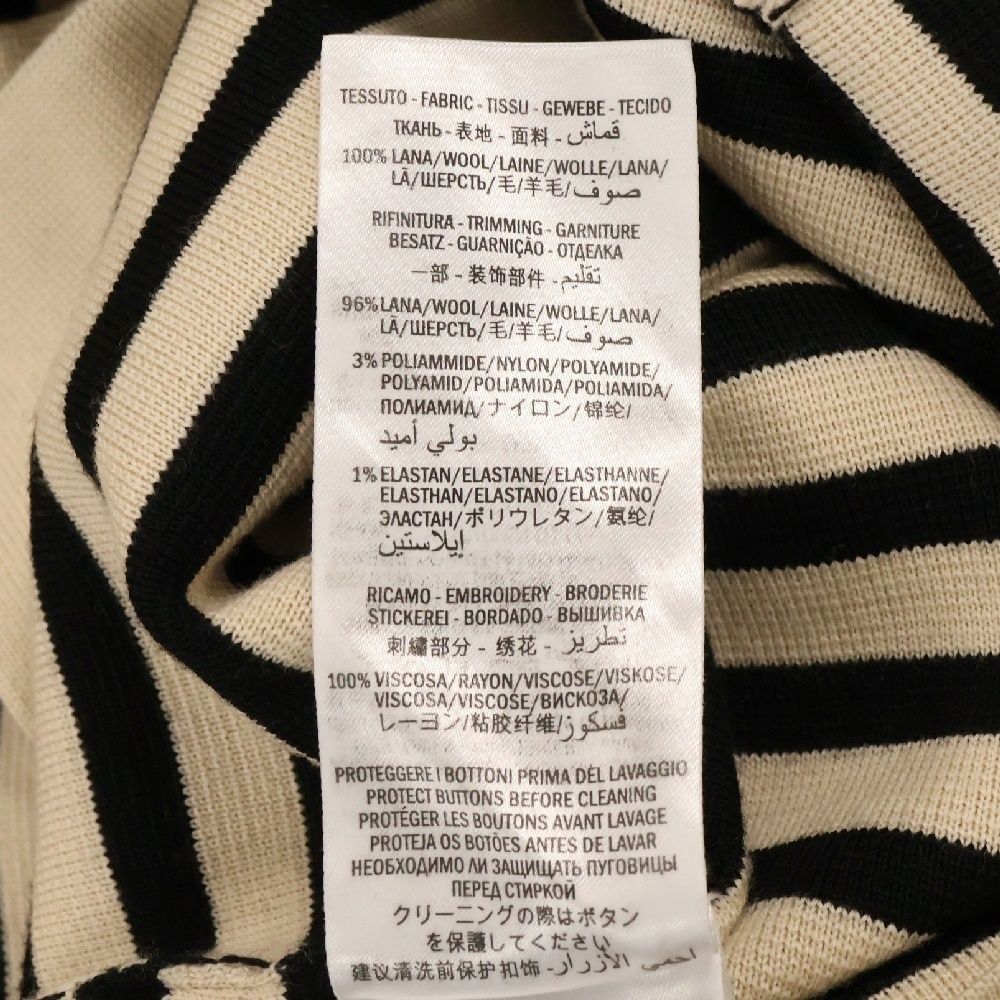 TESSUTO - FABRIC - TISSU - GEWEBE - TECIDO
ТКАНЬ - 表地 - 面料 - قماش
100% LANA/WOOL/LAINE/WOLLE/LANA/
LÃ/ШЕРСТЬ/毛/羊毛/صوف
RIFINITURA - TRIMMING - GARNITURE
BESATZ - GUARNIÇÃO - ОТДЕЛКА
一部 - 装饰部件 - تقليم
96% LANA/WOOL/LAINE/WOLLE/LANA/
LÃ/ШЕРСТЬ/毛/羊毛/صوف
3% POLIAMMIDE/NYLON/POLYAMIDE/
POLYAMID/POLIAMIDA/POLIAMIDA/
ПОЛИАМИД/ナイロン/锦纶/
بولي أميد
1% ELASTAN/ELASTANE/ELASTHANNE/
ELASTHAN/ELASTANO/ELASTANO/
ЭЛАСТАН/ポリウレタン/氨纶/
إيلاستين
RICAMO - EMBROIDERY - BRODERIE
STICKEREI - BORDADO - ВЫШИВКА
刺繍部分 - 绣花 - تطريز
100% VISCOSA/RAYON/VISCOSE/VISKOSE/
VISCOSA/VISCOSE/ВИСКОЗА/
レーヨン/粘胶纤维/فسكوز
PROTEGGERE I BOTTONI PRIMA DEL LAVAGGIO
PROTECT BUTTONS BEFORE CLEANING
PROTÉGER LES BOUTONS AVANT LAVAGE
PROTEJA OS BOTÕES ANTES DE LAVAR
НЕОБХОДИМО ЛИ ЗАЩИЩАТЬ ПУГОВИЦЫ
ПЕРЕД СТИРКОЙ
クリーニングの際はボタン
を保護してください
建议清洗前保护扣饰 - احمي الأزرار